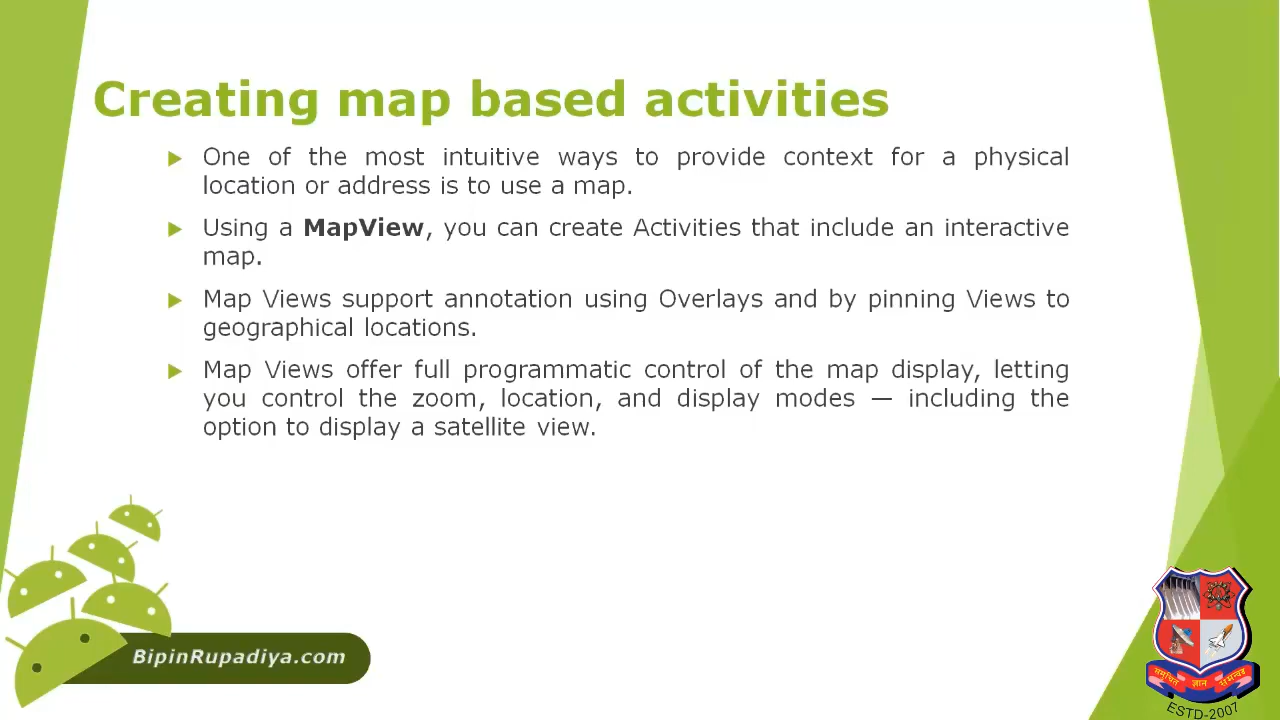 Creating map based activities
One of the most intuitive ways to provide context for a physical
location or address is to use a map.
Using a MapView, you can create Activities that include an interactive
map.
Map Views support annotation using Overlays and by pinning Views to
geographical locations.
Map Views offer full programmatic control of the map display, letting
you control the zoom, location, and display modes — including the
option to display a satellite view.
BipinRupadiya.com
समुचितं ज्ञान समन्वय
ESTD-2007